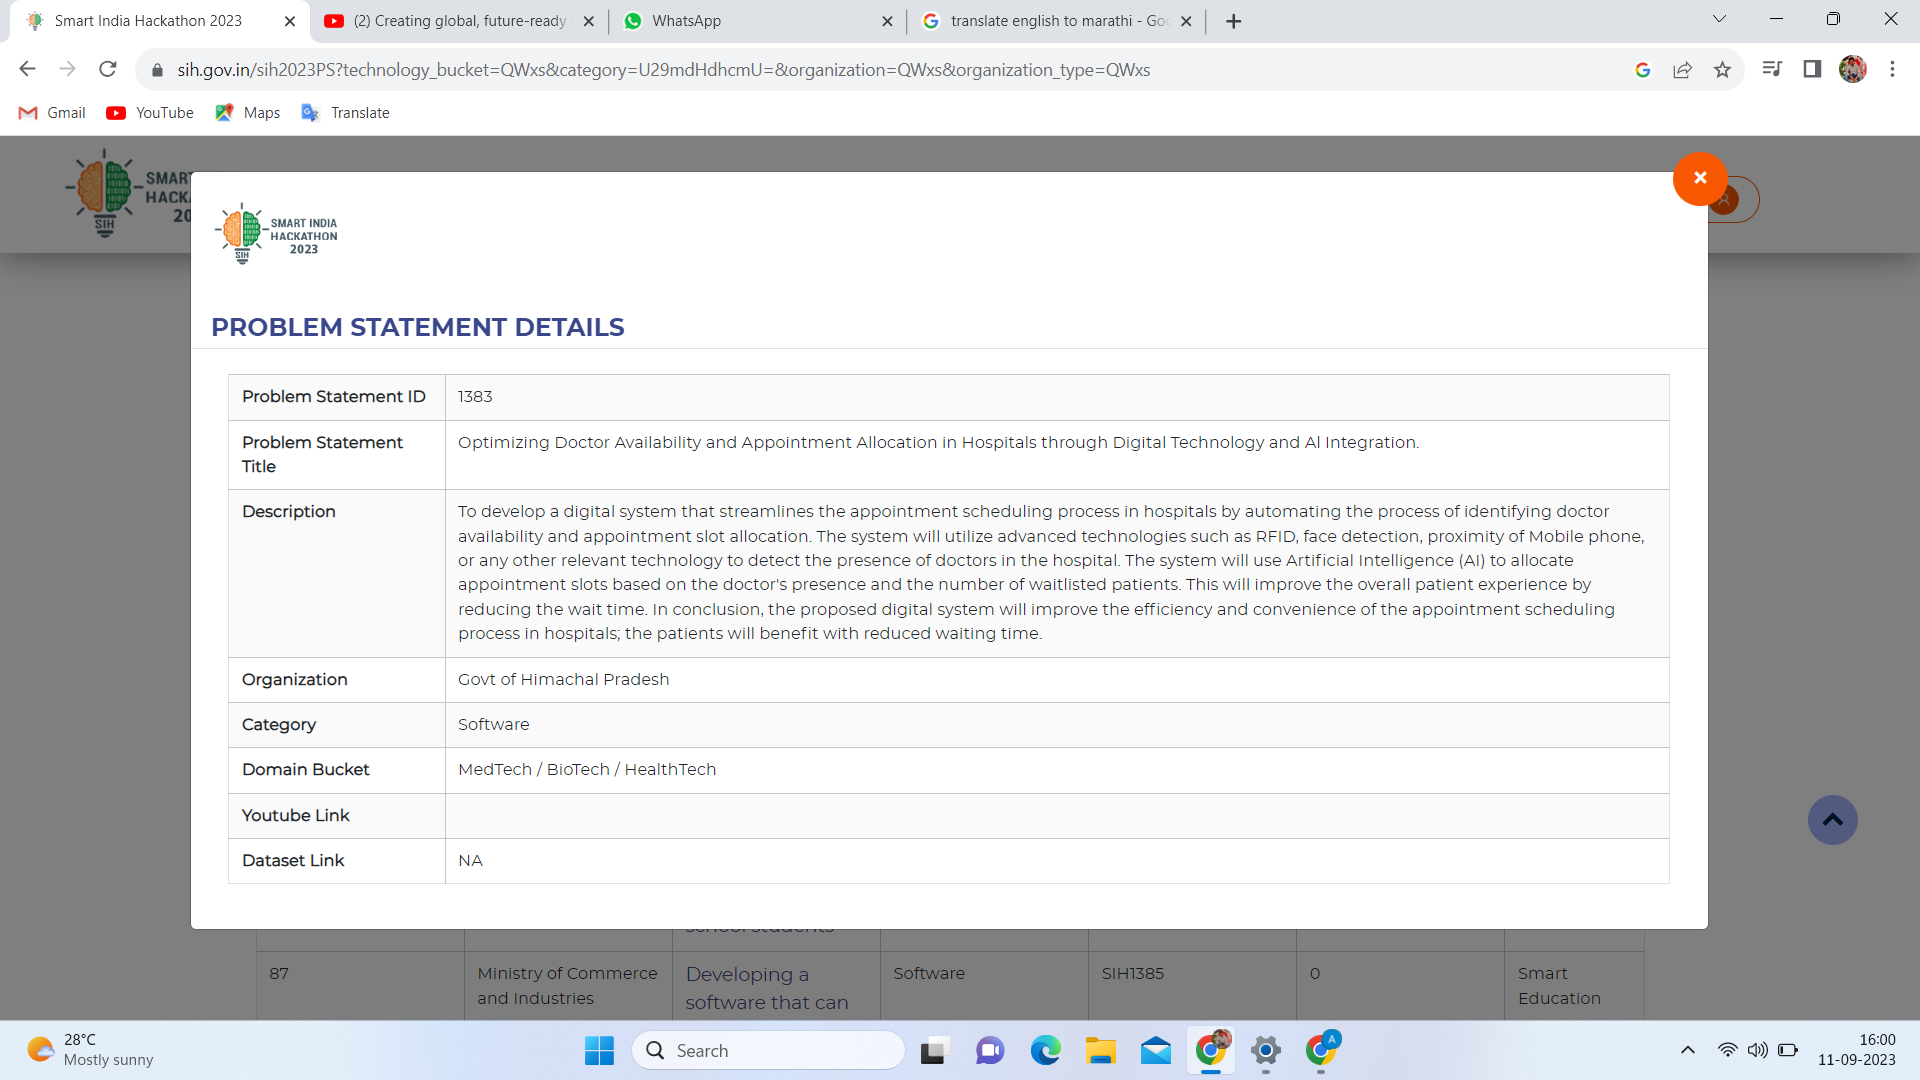 Smart India Hackathon 2023
(2) Creating global, future-ready
WhatsApp
translate english to marathi - Goo
sih.gov.in/sih2023PS?technology_bucket=QWxs&category=U29mdHdhcmU=&organization=QWxs&organization_type=QWxs
Gmail
YouTube
Maps
Translate
SMART
HACKA
20
SIH
SMART INDIA
HACKATHON
2023
SIH
PROBLEM STATEMENT DETAILS
Problem Statement ID
1383
Problem Statement
Title
Optimizing Doctor Availability and Appointment Allocation in Hospitals through Digital Technology and AI Integration.
Description
To develop a digital system that streamlines the appointment scheduling process in hospitals by automating the process of identifying doctor
availability and appointment slot allocation. The system will utilize advanced technologies such as RFID, face detection, proximity of Mobile phone,
or any other relevant technology to detect the presence of doctors in the hospital. The system will use Artificial Intelligence (AI) to allocate
appointment slots based on the doctor's presence and the number of waitlisted patients. This will improve the overall patient experience by
reducing the wait time. In conclusion, the proposed digital system will improve the efficiency and convenience of the appointment scheduling
process in hospitals; the patients will benefit with reduced waiting time.
Organization
Govt of Himachal Pradesh
Category
Software
Domain Bucket
MedTech / BioTech / HealthTech
Youtube Link
Dataset Link
NA
school students
87
Ministry of Commerce
and Industries
Developing a
software that can
Software
SIH1385
0
Smart
Education
28°C
Mostly sunny
Search
A
16:00
11-09-2023